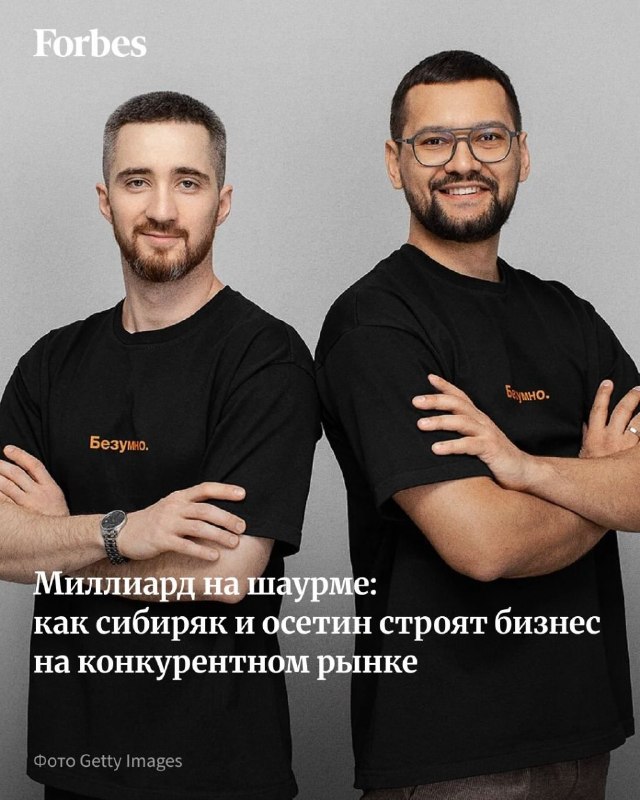 Forbes
Безумно.
Безумно.
Миллиард на шаурме:
как сибиряк и осетин строят бизнес
на конкурентном рынке
Фото Getty Images